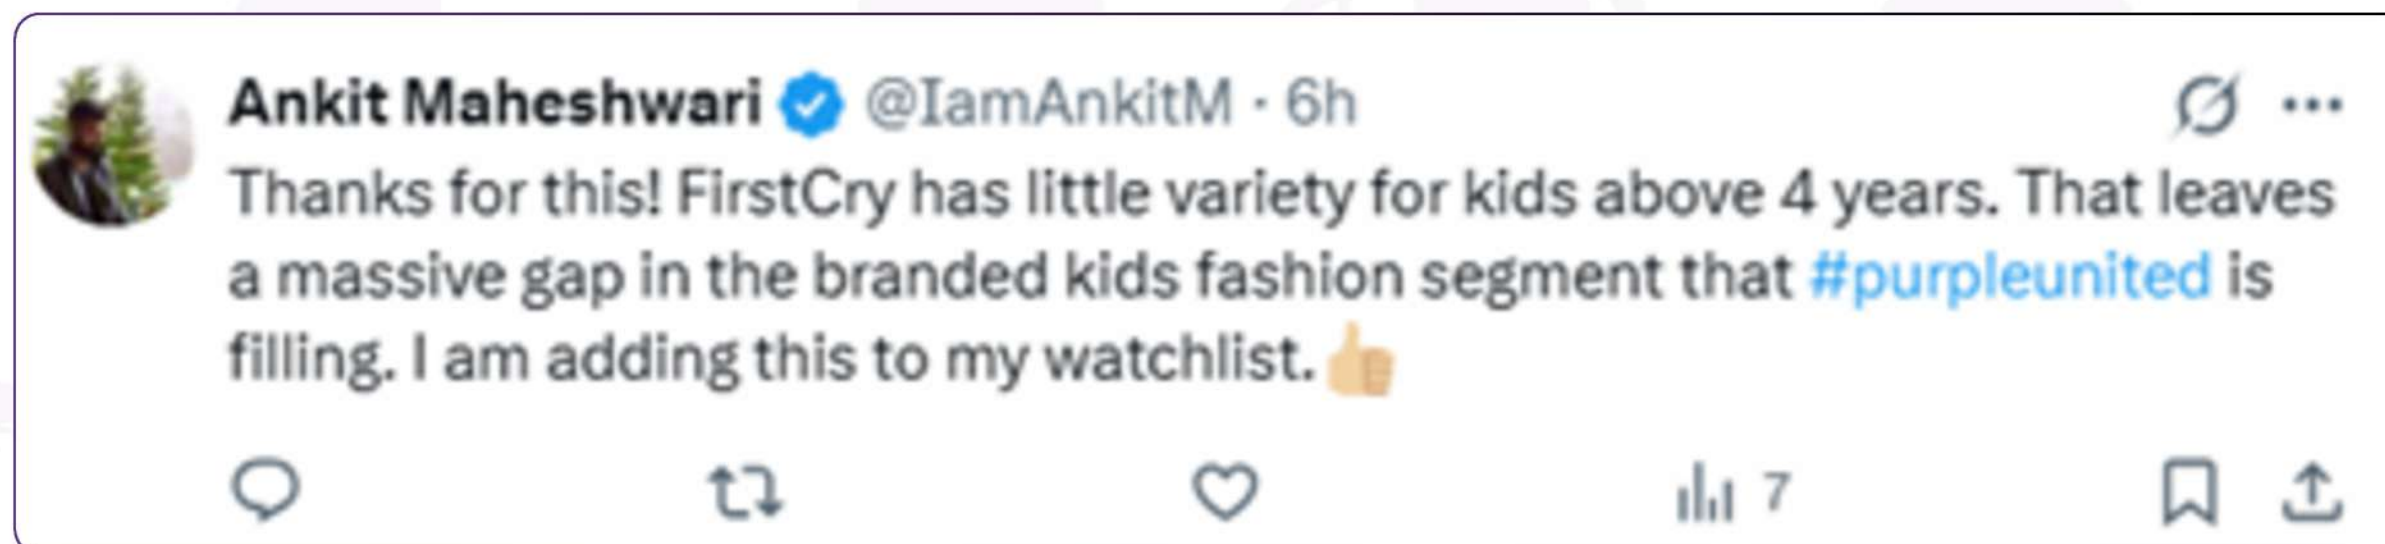 Ankit Maheshwari @IamAnkitM · 6h
Thanks for this! FirstCry has little variety for kids above 4 years. That leaves
a massive gap in the branded kids fashion segment that #purpleunited is
filling. I am adding this to my watchlist.👍🏼
7